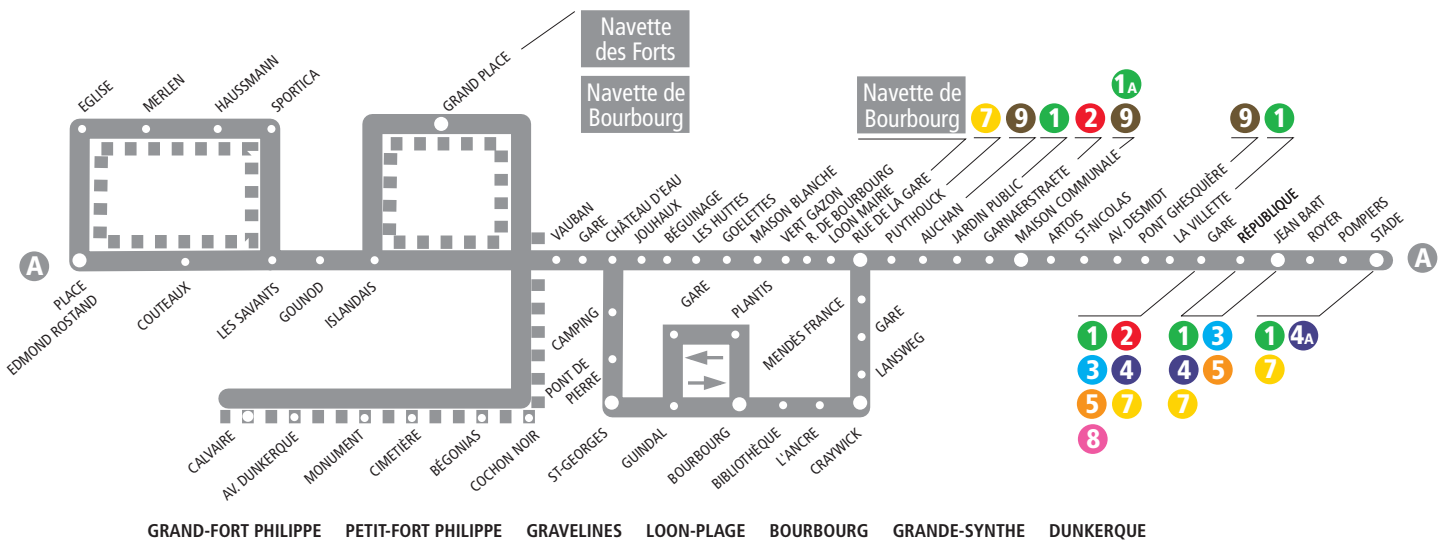 Navette
des Forts
Navette de
Bourbourg
Navette de
Bourbourg
7
9
1
2
1A
9
9
1
EGLISE
MERLEN
HAUSSMANN
SPORTICA
GRAND PLACE
A
PLACE
EDMOND ROSTAND
COUTEAUX
LES SAVANTS
GOUNOD
ISLANDAIS
VAUBAN
GARE
CHÂTEAU D'EAU
JOUHAUX
BÉGUINAGE
LES HUTTES
GOELETTES
MAISON BLANCHE
VERT GAZON
R. DE BOURBOURG
LOON MAIRIE
RUE DE LA GARE
PUYTHOUCK
AUCHAN
JARDIN PUBLIC
GARNAERSTRAETE
MAISON COMMUNALE
ARTOIS
ST-NICOLAS
AV. DESMIDT
PONT GHESQUIÈRE
LA VILLETTE
GARE
RÉPUBLIQUE
JEAN BART
ROYER
POMPIERS
STADE
A
CAMPING
PONT DE
PIERRE
GARE
PLANTIS
MENDÈS FRANCE
GARE
LANSWEG
CALVAIRE
AV. DUNKERQUE
MONUMENT
CIMETIÈRE
BÉGONIAS
COCHON NOIR
ST-GEORGES
GUINDAL
BOURBOURG
BIBLIOTHÈQUE
L'ANCRE
CRAYWICK
1 2
3 4
5 7
8
1 3
4 5
7
1 4A
7
GRAND-FORT PHILIPPE PETIT-FORT PHILIPPE GRAVELINES LOON-PLAGE BOURBOURG GRANDE-SYNTHE DUNKERQUE